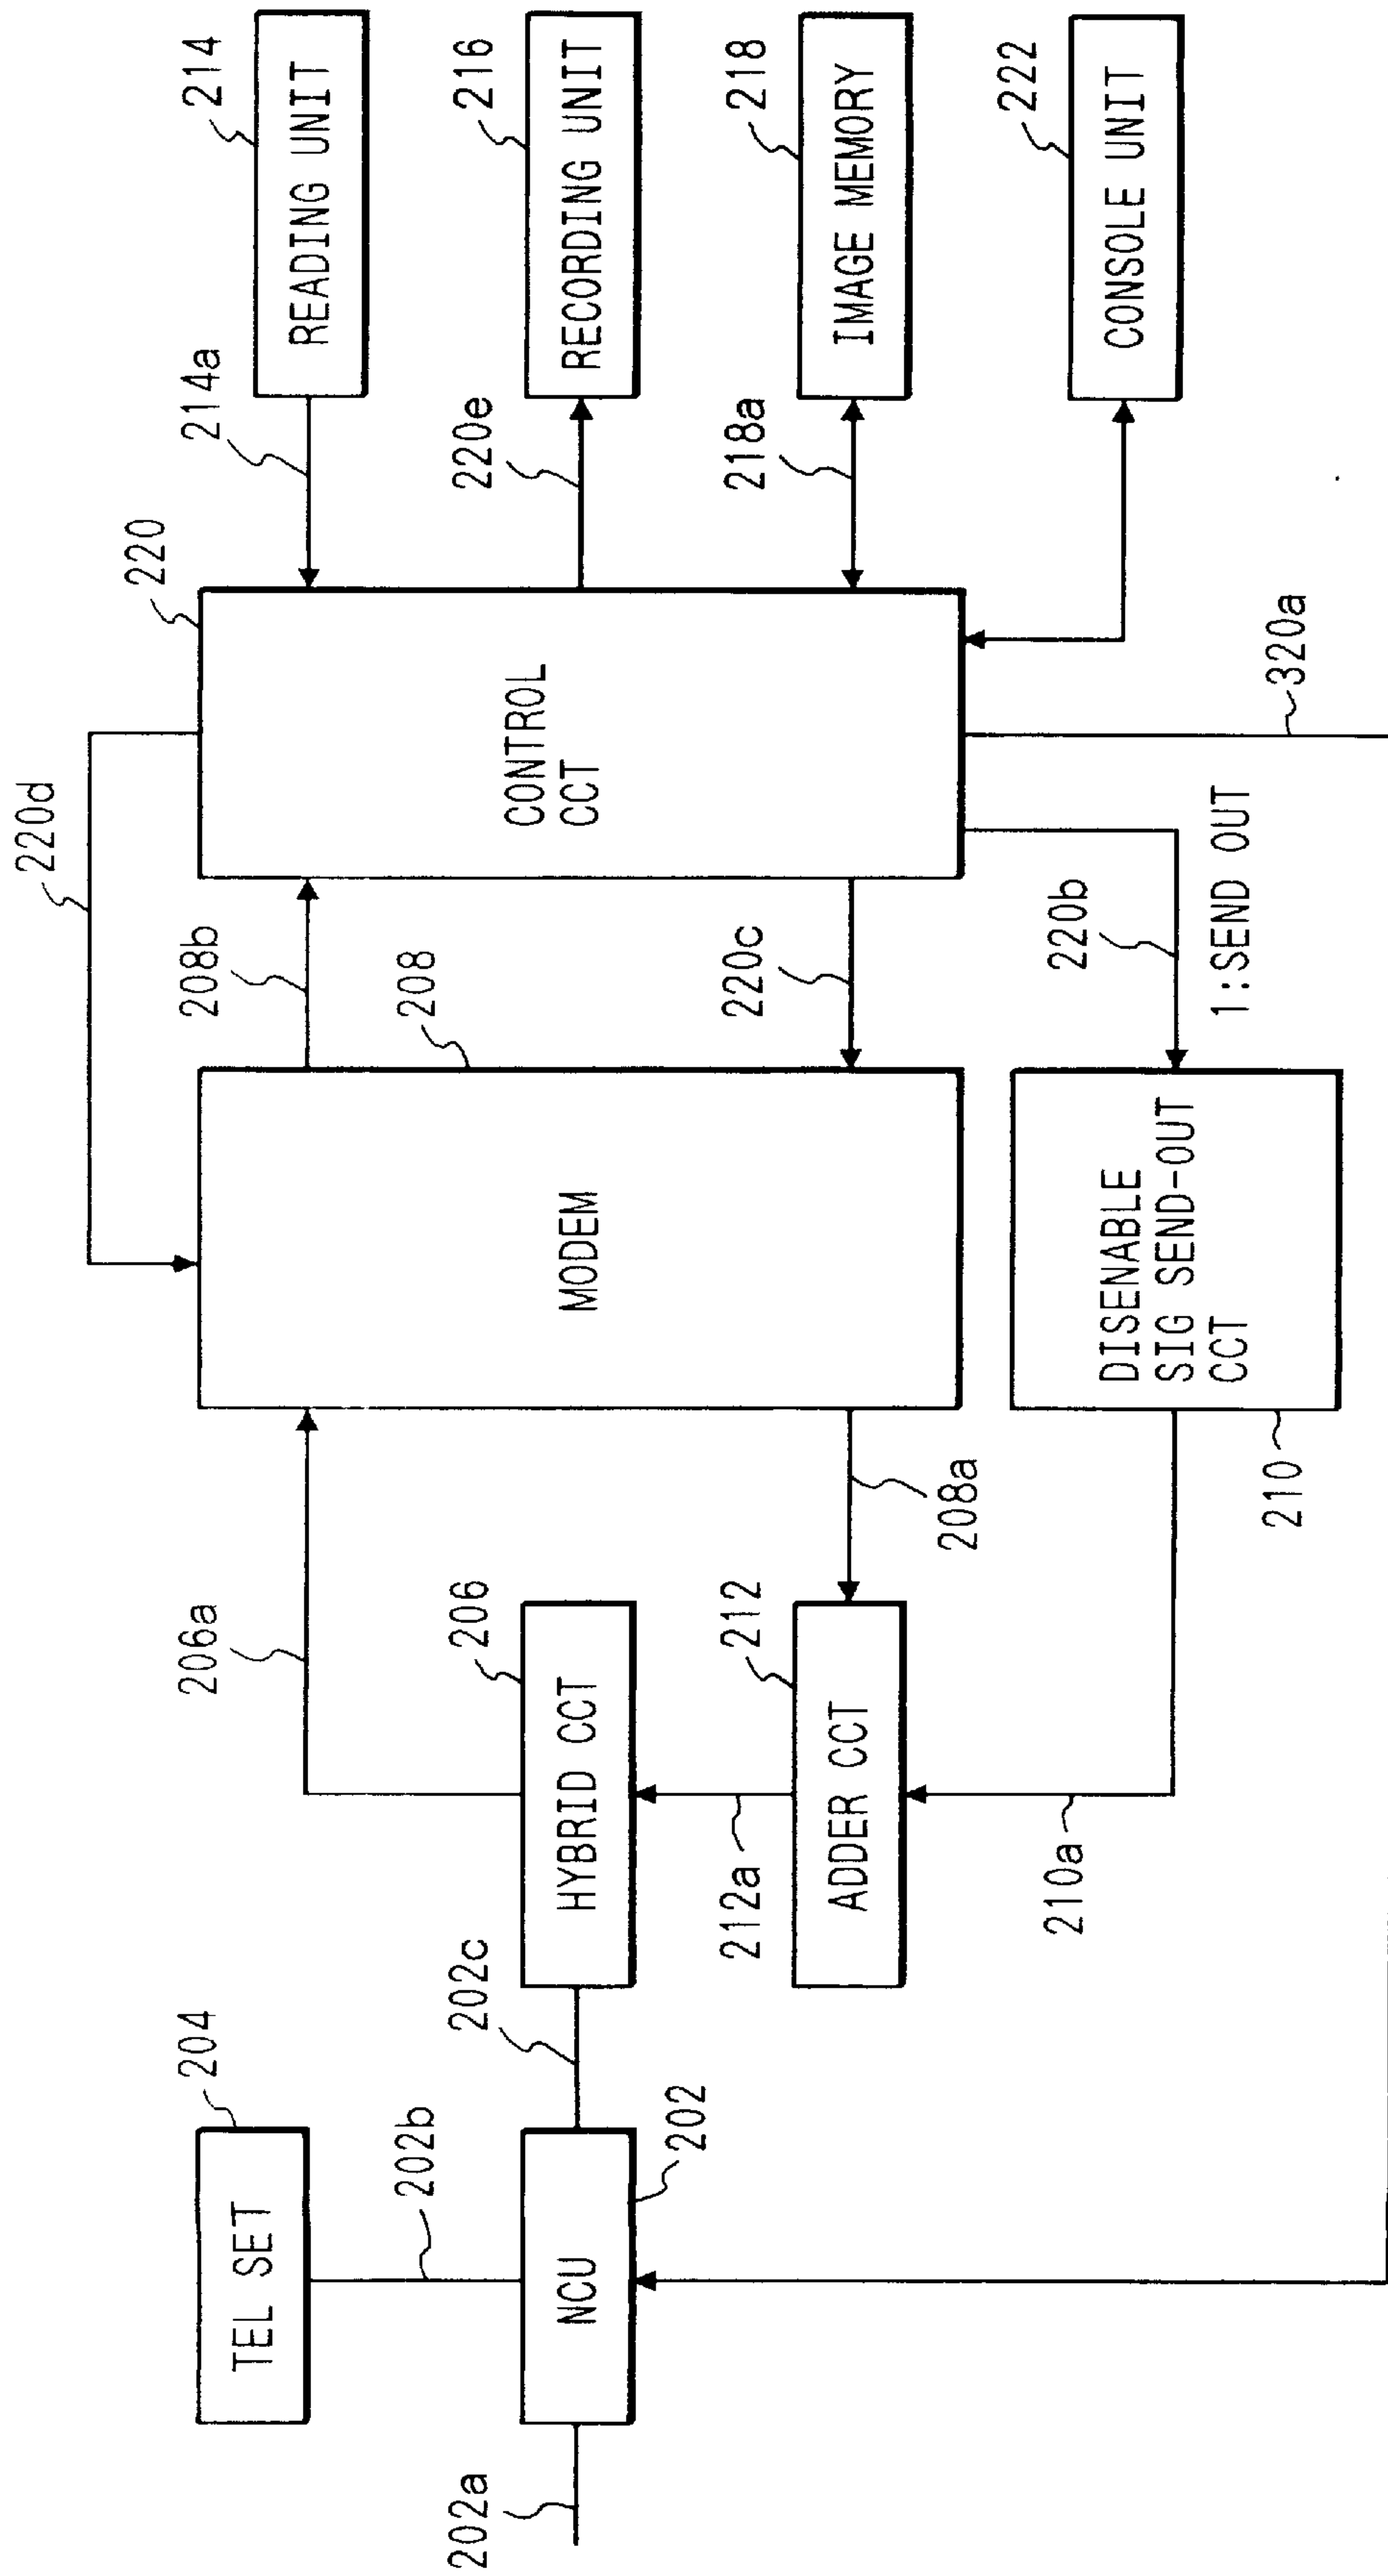 220d
220
214
214a
READING UNIT
206a
208b
204
TEL SET
208
202b
220e
216
RECORDING UNIT
202a
202c
206
HYBRID CCT
NCU
202
MODEM
CONTROL
CCT
212a
212
220c
218a
218
IMAGE MEMORY
ADDER CCT
208a
210a
220b
222
CONSOLE UNIT
DISENABLE
SIG SEND-OUT
CCT
1:SEND OUT
210
320a